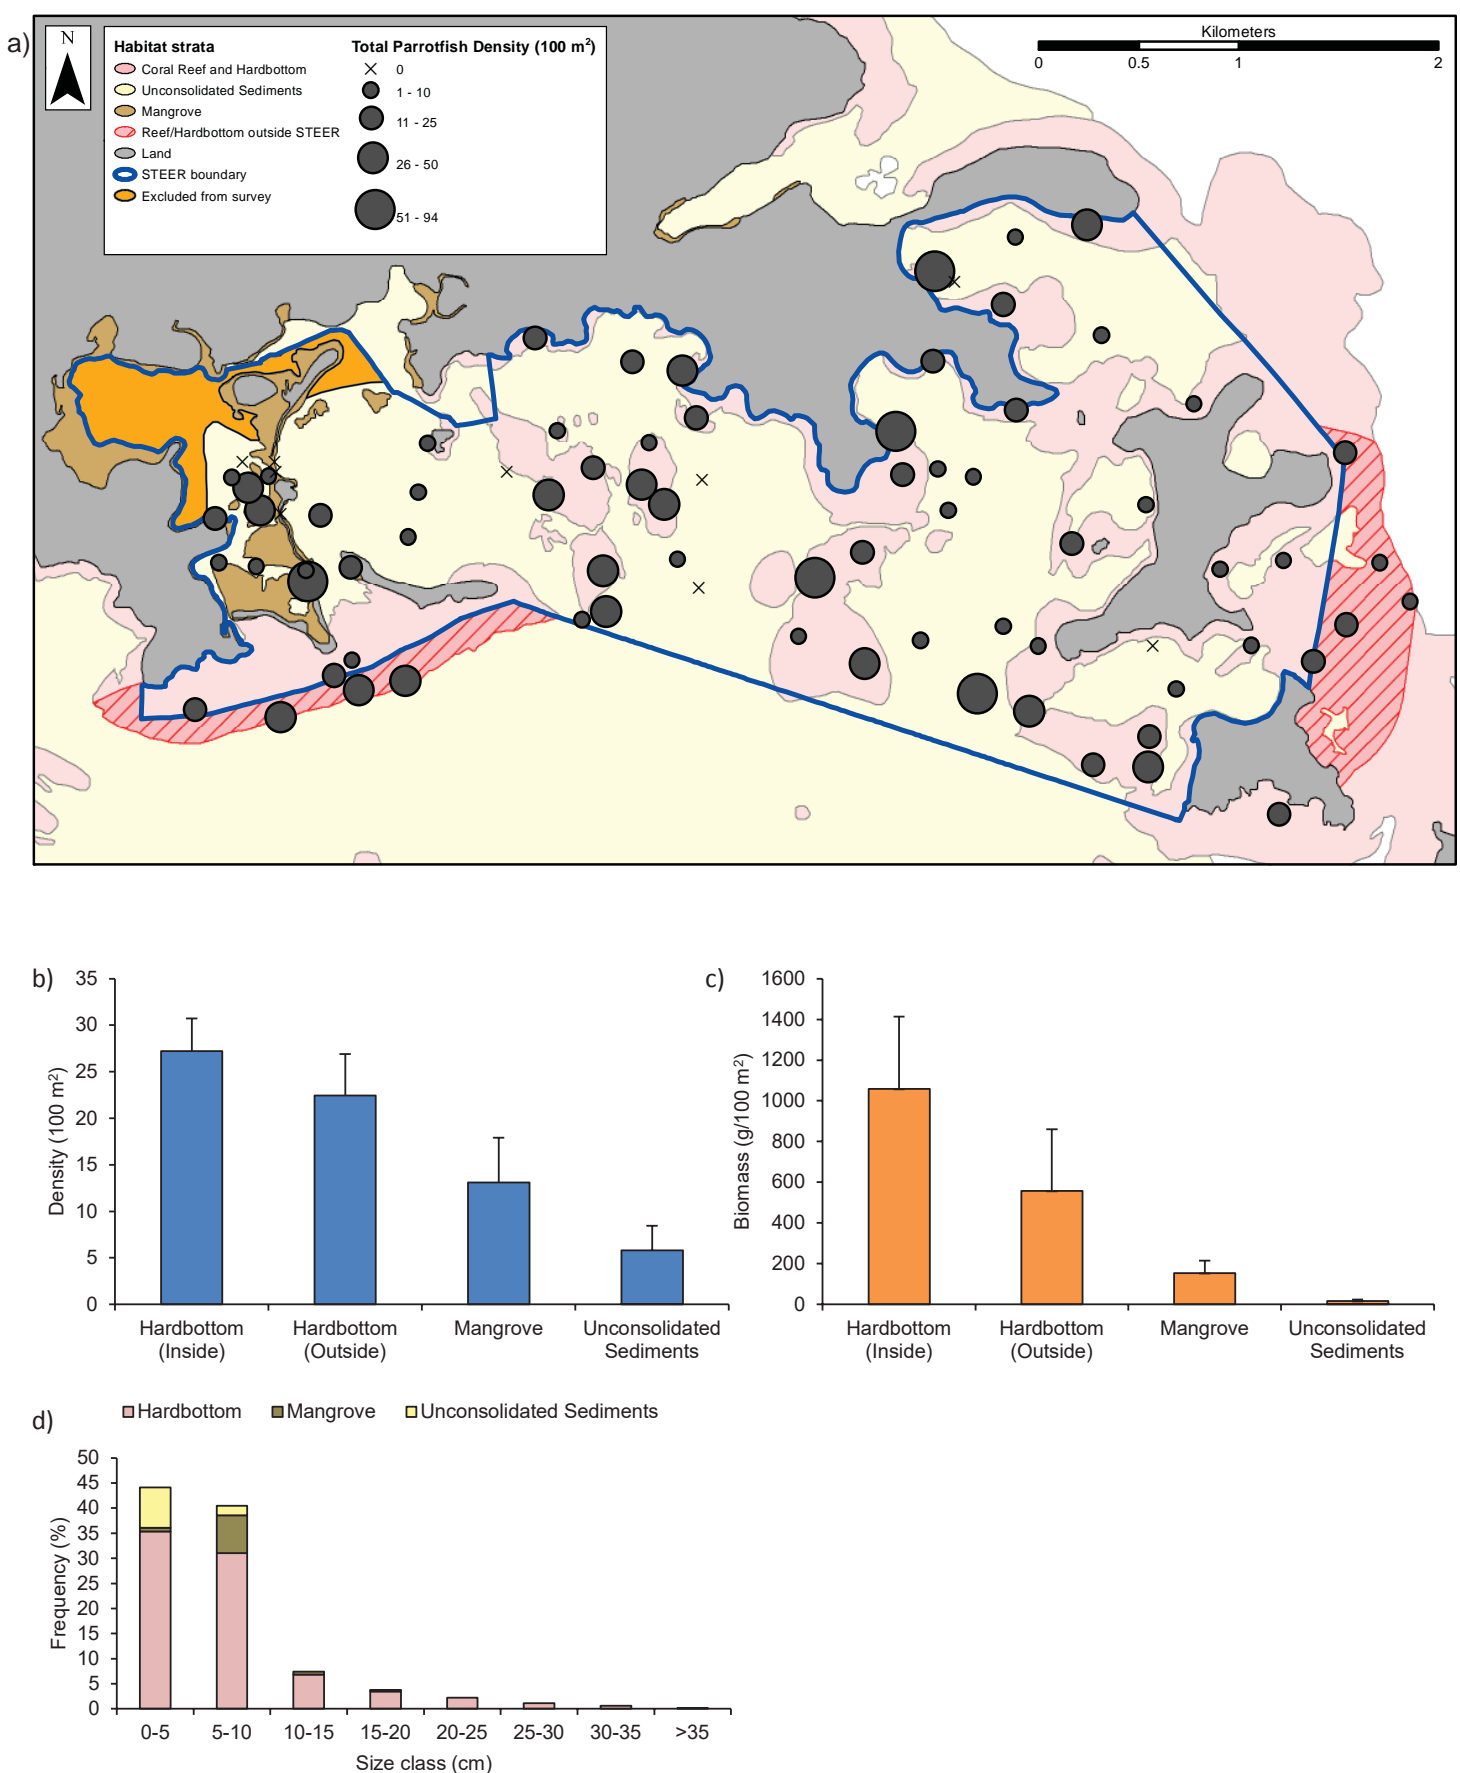 a)
N
Habitat strata
Coral Reef and Hardbottom
Unconsolidated Sediments
Mangrove
Reef/Hardbottom outside STEER
Land
STEER boundary
Excluded from survey
Total Parrotfish Density (100 m²)
0
1 - 10
11 - 25
26 - 50
51 - 94
Kilometers
0 0.5 1 2
b)
Density (100 m²)
35
30
25
20
15
10
5
0
Hardbottom (Inside)
Hardbottom (Outside)
Mangrove
Unconsolidated Sediments
c)
Biomass (g/100 m²)
1600
1400
1200
1000
800
600
400
200
0
Hardbottom (Inside)
Hardbottom (Outside)
Mangrove
Unconsolidated Sediments
d)
Hardbottom Mangrove Unconsolidated Sediments
Frequency (%)
50
45
40
35
30
25
20
15
10
5
0
0-5 5-10 10-15 15-20 20-25 25-30 30-35 >35
Size class (cm)